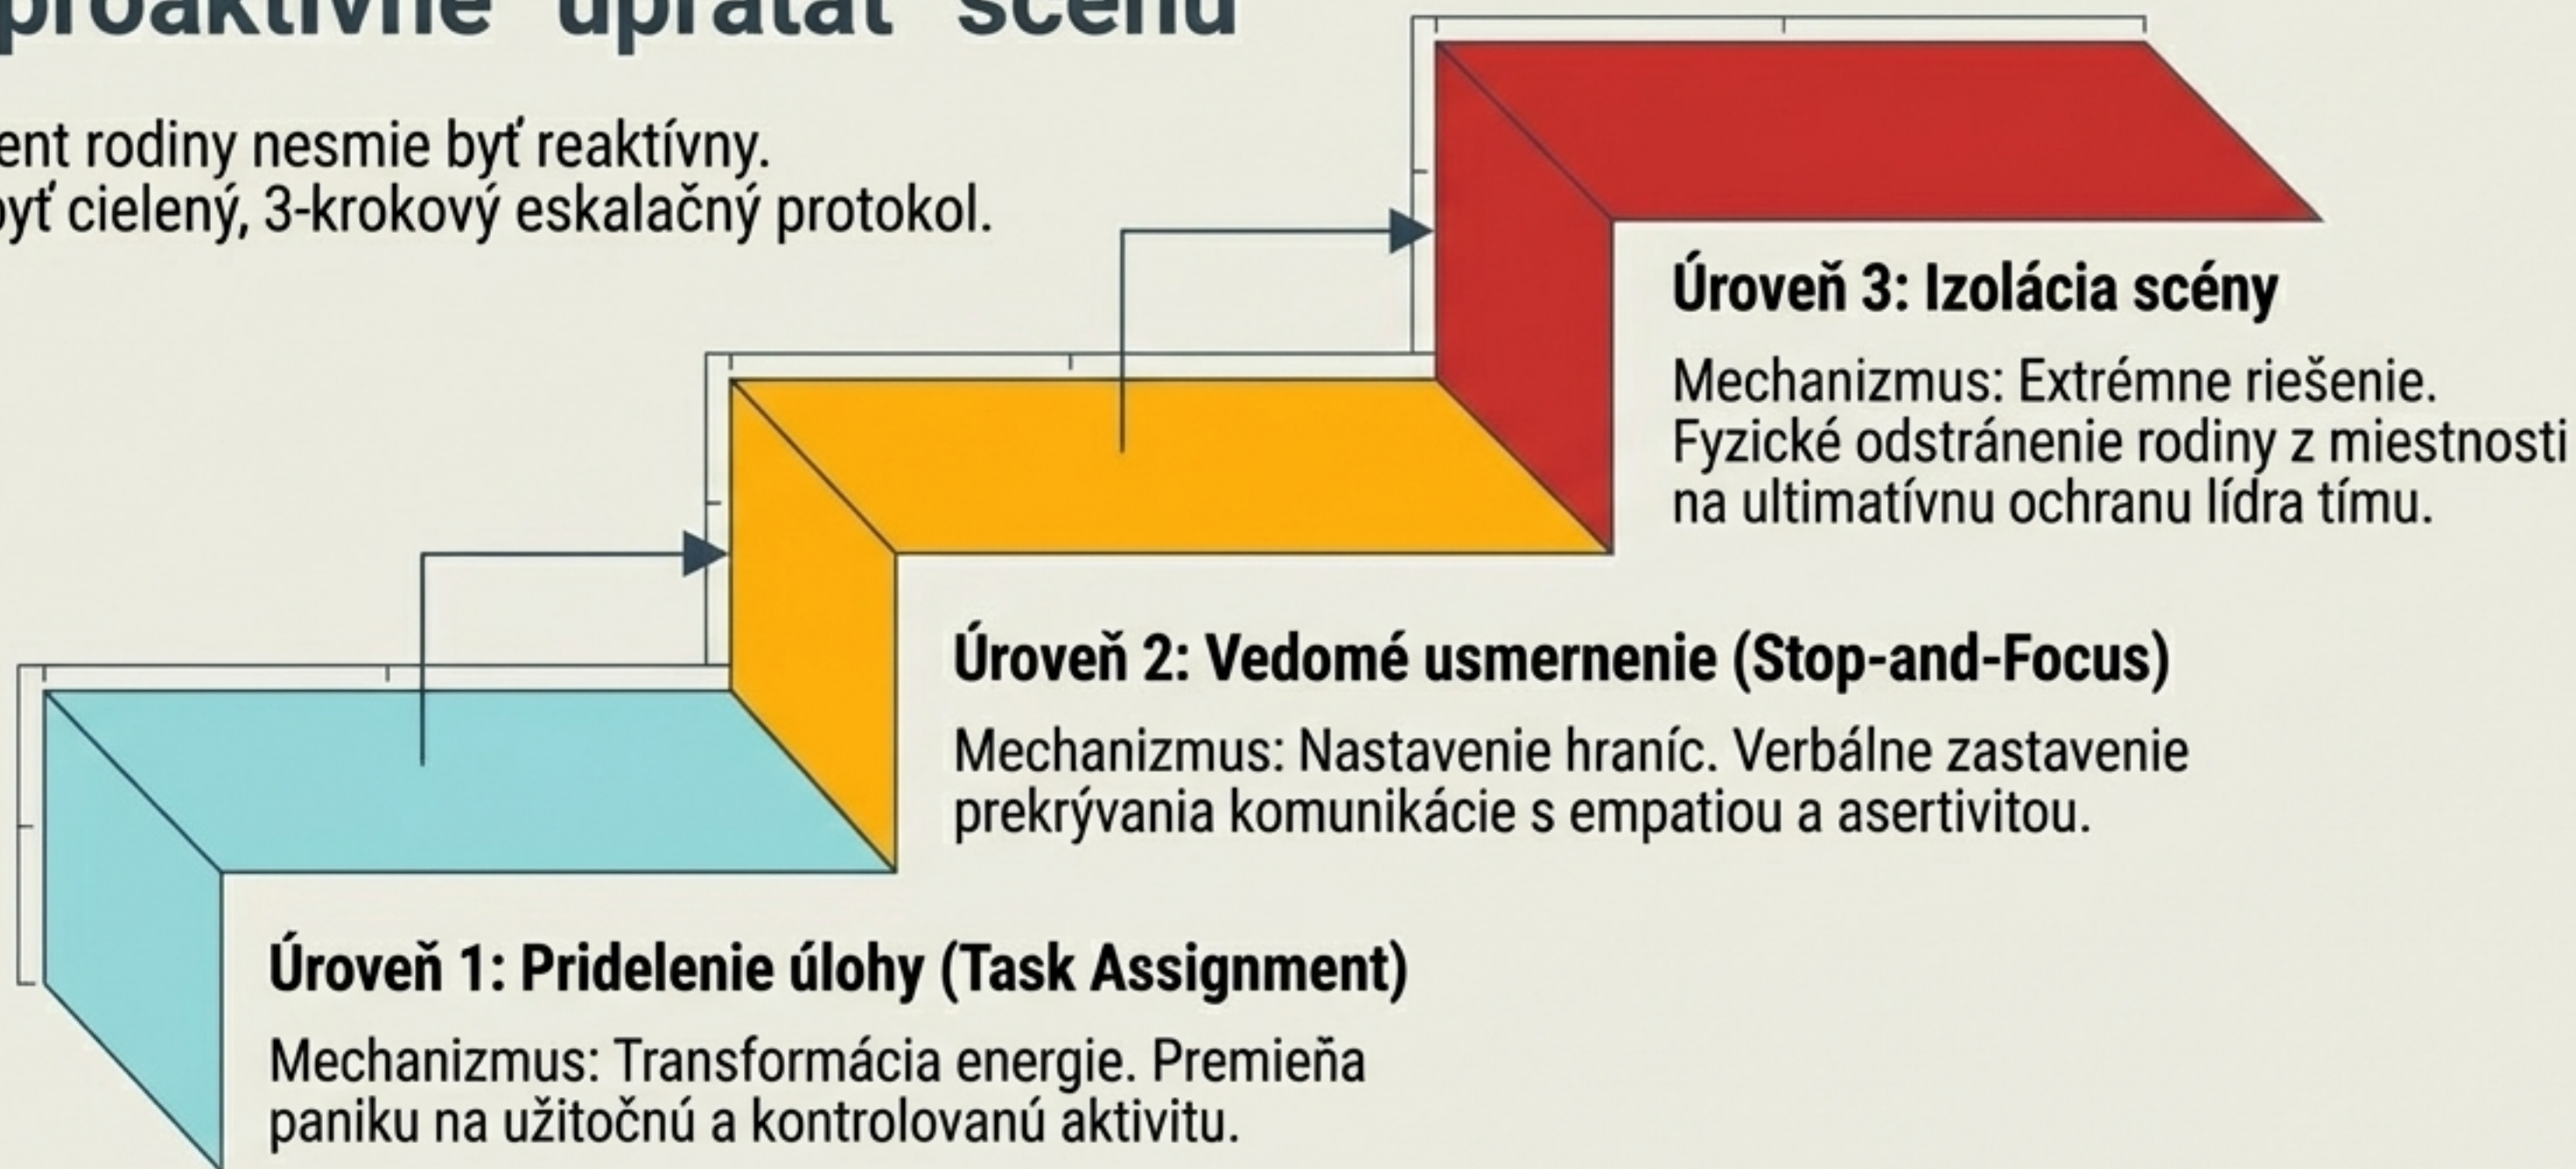 proaktívne upratať scénu
ent rodiny nesmie byť reaktívny.
byť cielený, 3-krokový eskalačný protokol.
Úroveň 3: Izolácia scény
Mechanizmus: Extrémne riešenie.
Fyzické odstránenie rodiny z miestnosti
na ultimatívnu ochranu lídra tímu.
Úroveň 2: Vedomé usmernenie (Stop-and-Focus)
Mechanizmus: Nastavenie hraníc. Verbálne zastavenie
prekrývania komunikácie s empatiou a asertivitou.
Úroveň 1: Pridelenie úlohy (Task Assignment)
Mechanizmus: Transformácia energie. Premieňa
paniku na užitočnú a kontrolovanú aktivitu.